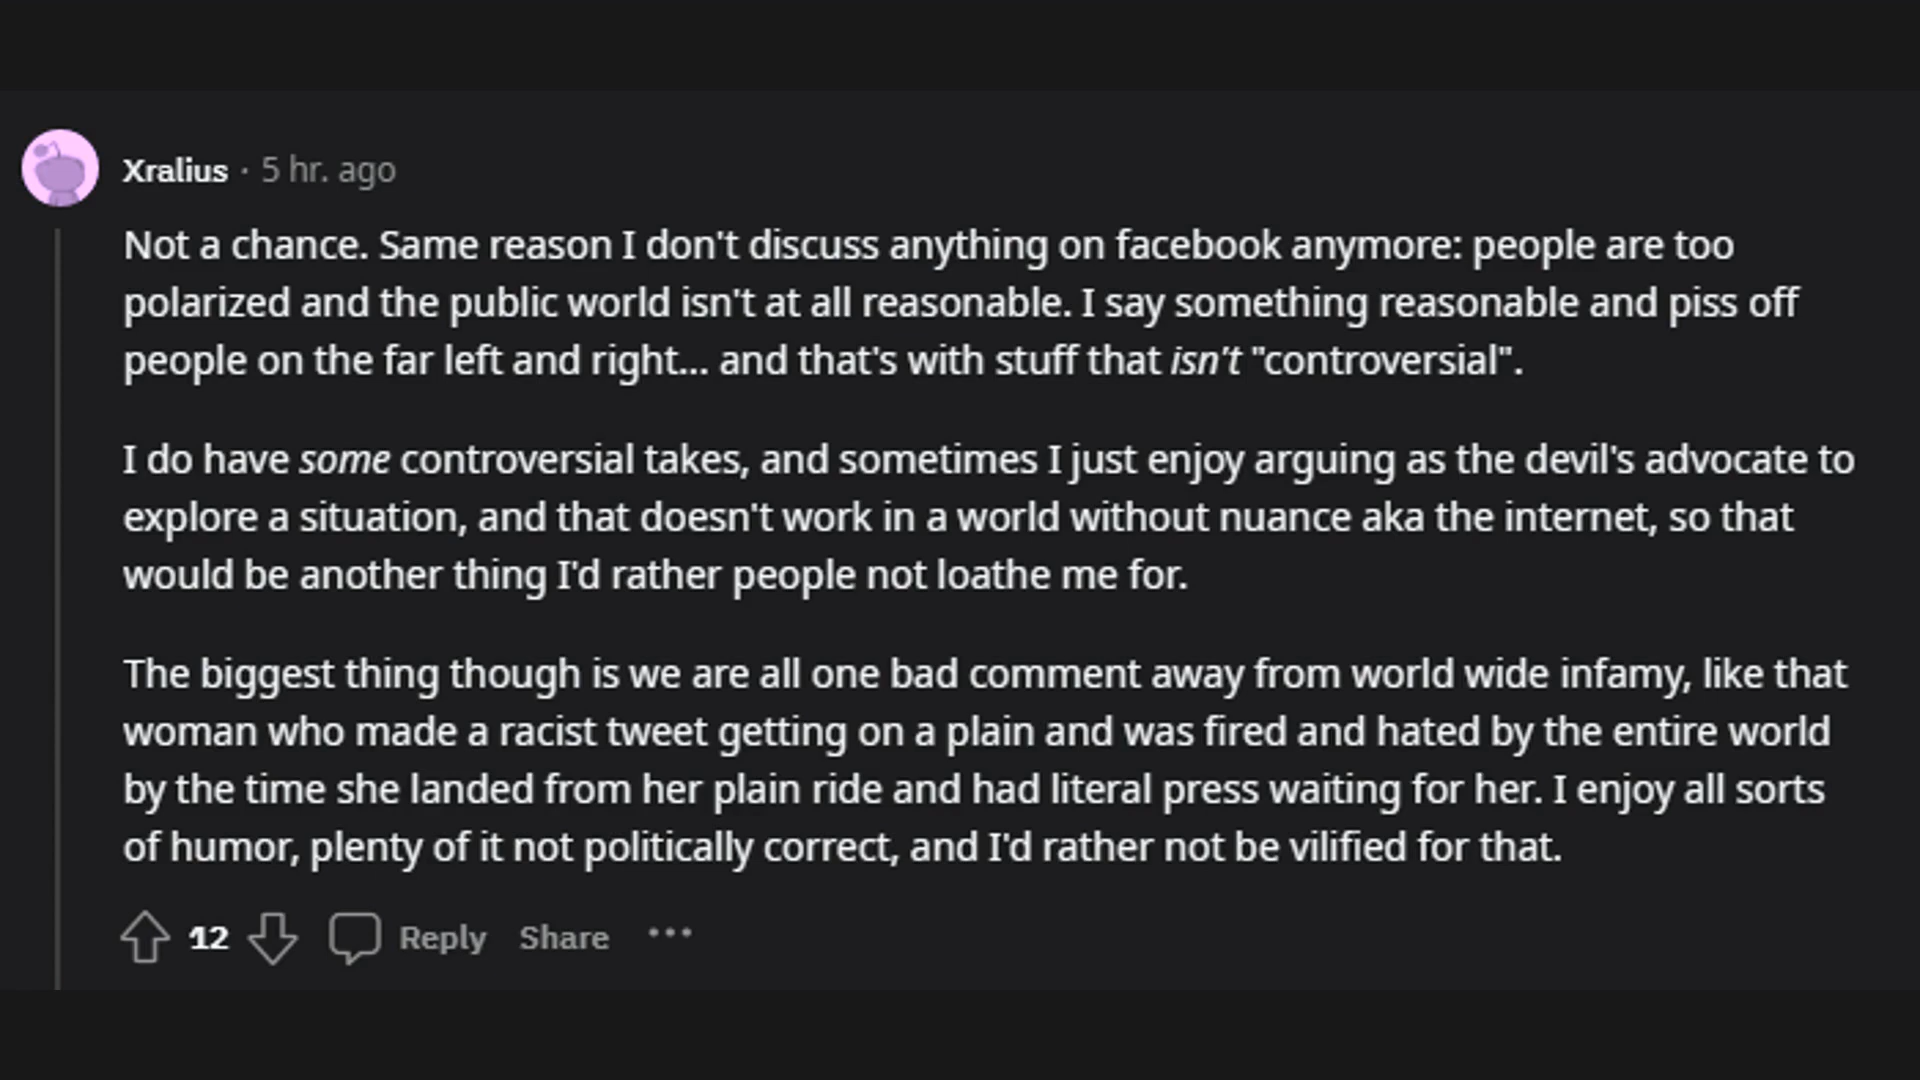 Xralius · 5 hr. ago
Not a chance. Same reason I don't discuss anything on facebook anymore: people are too
polarized and the public world isn't at all reasonable. I say something reasonable and piss off
people on the far left and right... and that's with stuff that isn't "controversial".
I do have some controversial takes, and sometimes I just enjoy arguing as the devil's advocate to
explore a situation, and that doesn't work in a world without nuance aka the internet, so that
would be another thing I'd rather people not loathe me for.
The biggest thing though is we are all one bad comment away from world wide infamy, like that
woman who made a racist tweet getting on a plain and was fired and hated by the entire world
by the time she landed from her plain ride and had literal press waiting for her. I enjoy all sorts
of humor, plenty of it not politically correct, and I'd rather not be vilified for that.
12 Reply Share ...